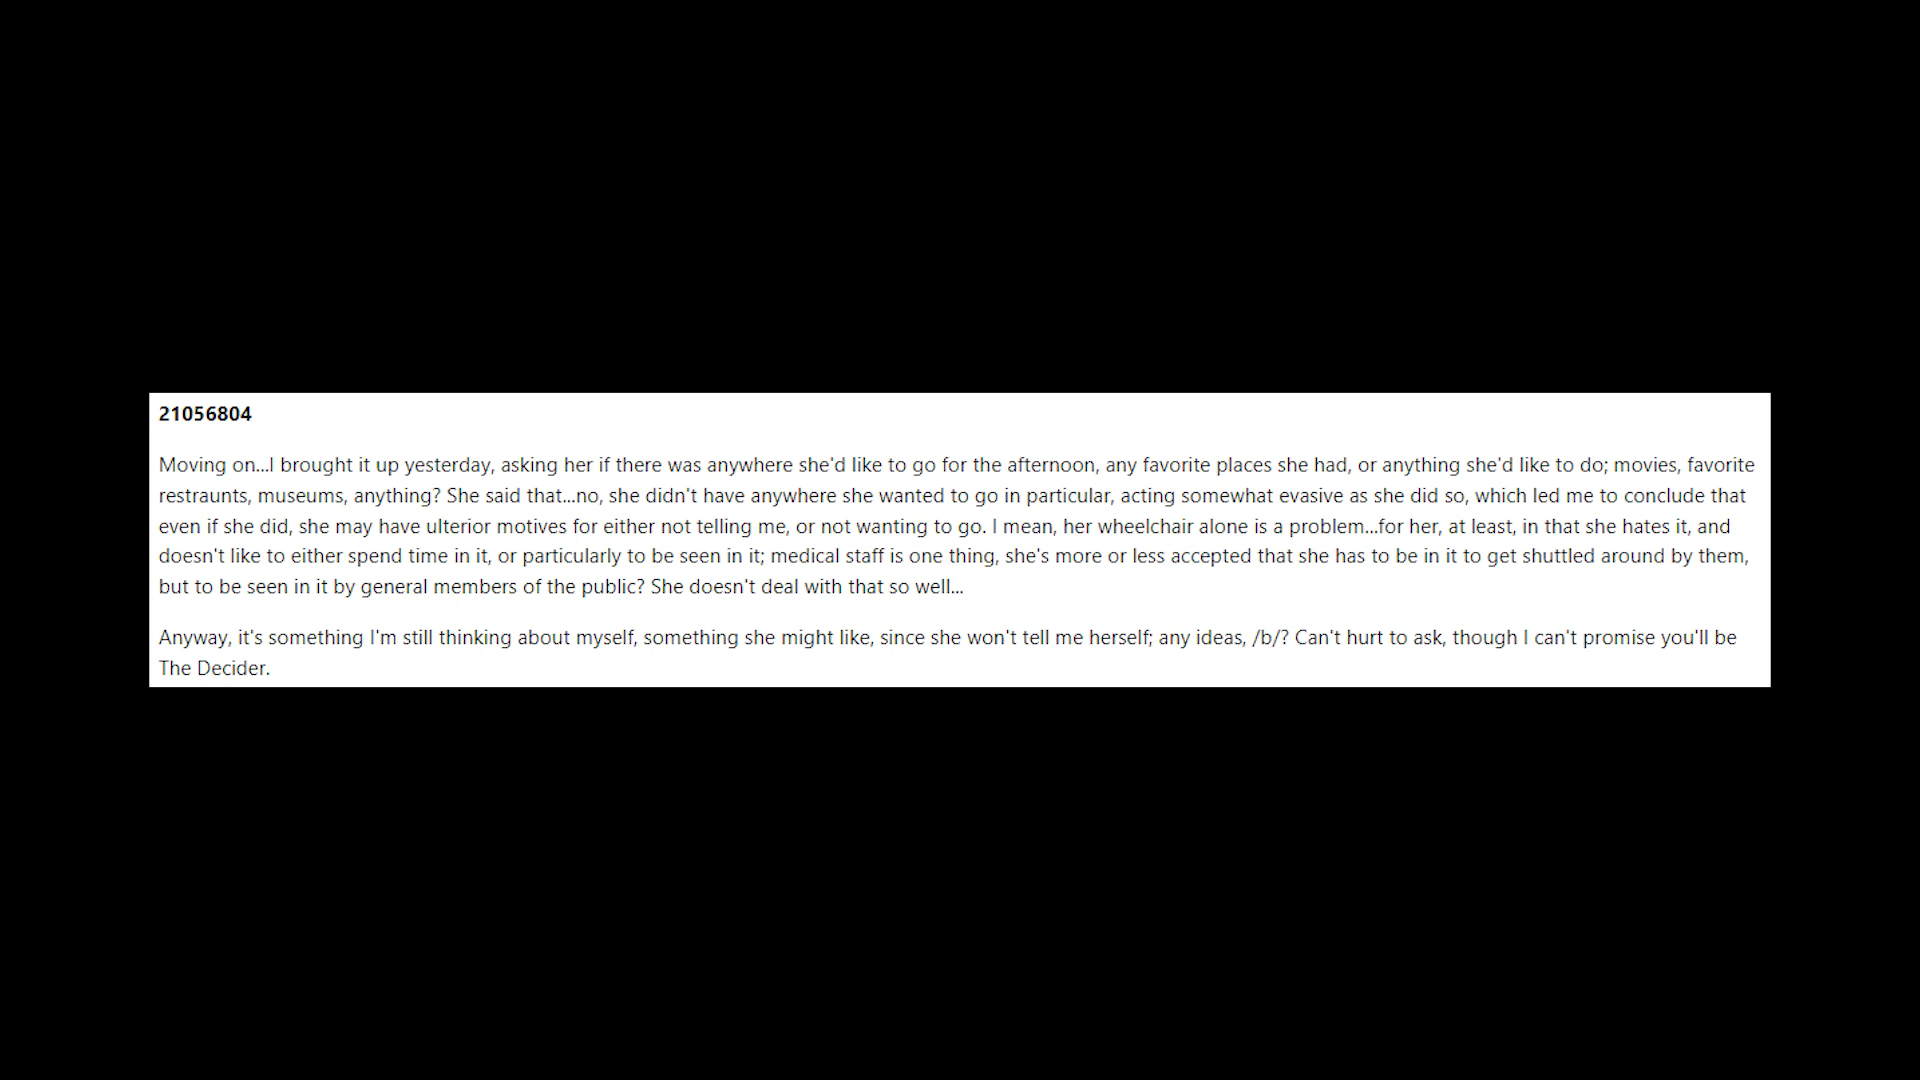 21056804
Moving on...I brought it up yesterday, asking her if there was anywhere she'd like to go for the afternoon, any favorite places she had, or anything she'd like to do; movies, favorite
restraunts, museums, anything? She said that...no, she didn't have anywhere she wanted to go in particular, acting somewhat evasive as she did so, which led me to conclude that
even if she did, she may have ulterior motives for either not telling me, or not wanting to go. I mean, her wheelchair alone is a problem...for her, at least, in that she hates it, and
doesn't like to either spend time in it, or particularly to be seen in it; medical staff is one thing, she's more or less accepted that she has to be in it to get shuttled around by them,
but to be seen in it by general members of the public? She doesn't deal with that so well...
Anyway, it's something I'm still thinking about myself, something she might like, since she won't tell me herself; any ideas, /b/? Can't hurt to ask, though I can't promise you'll be
The Decider.